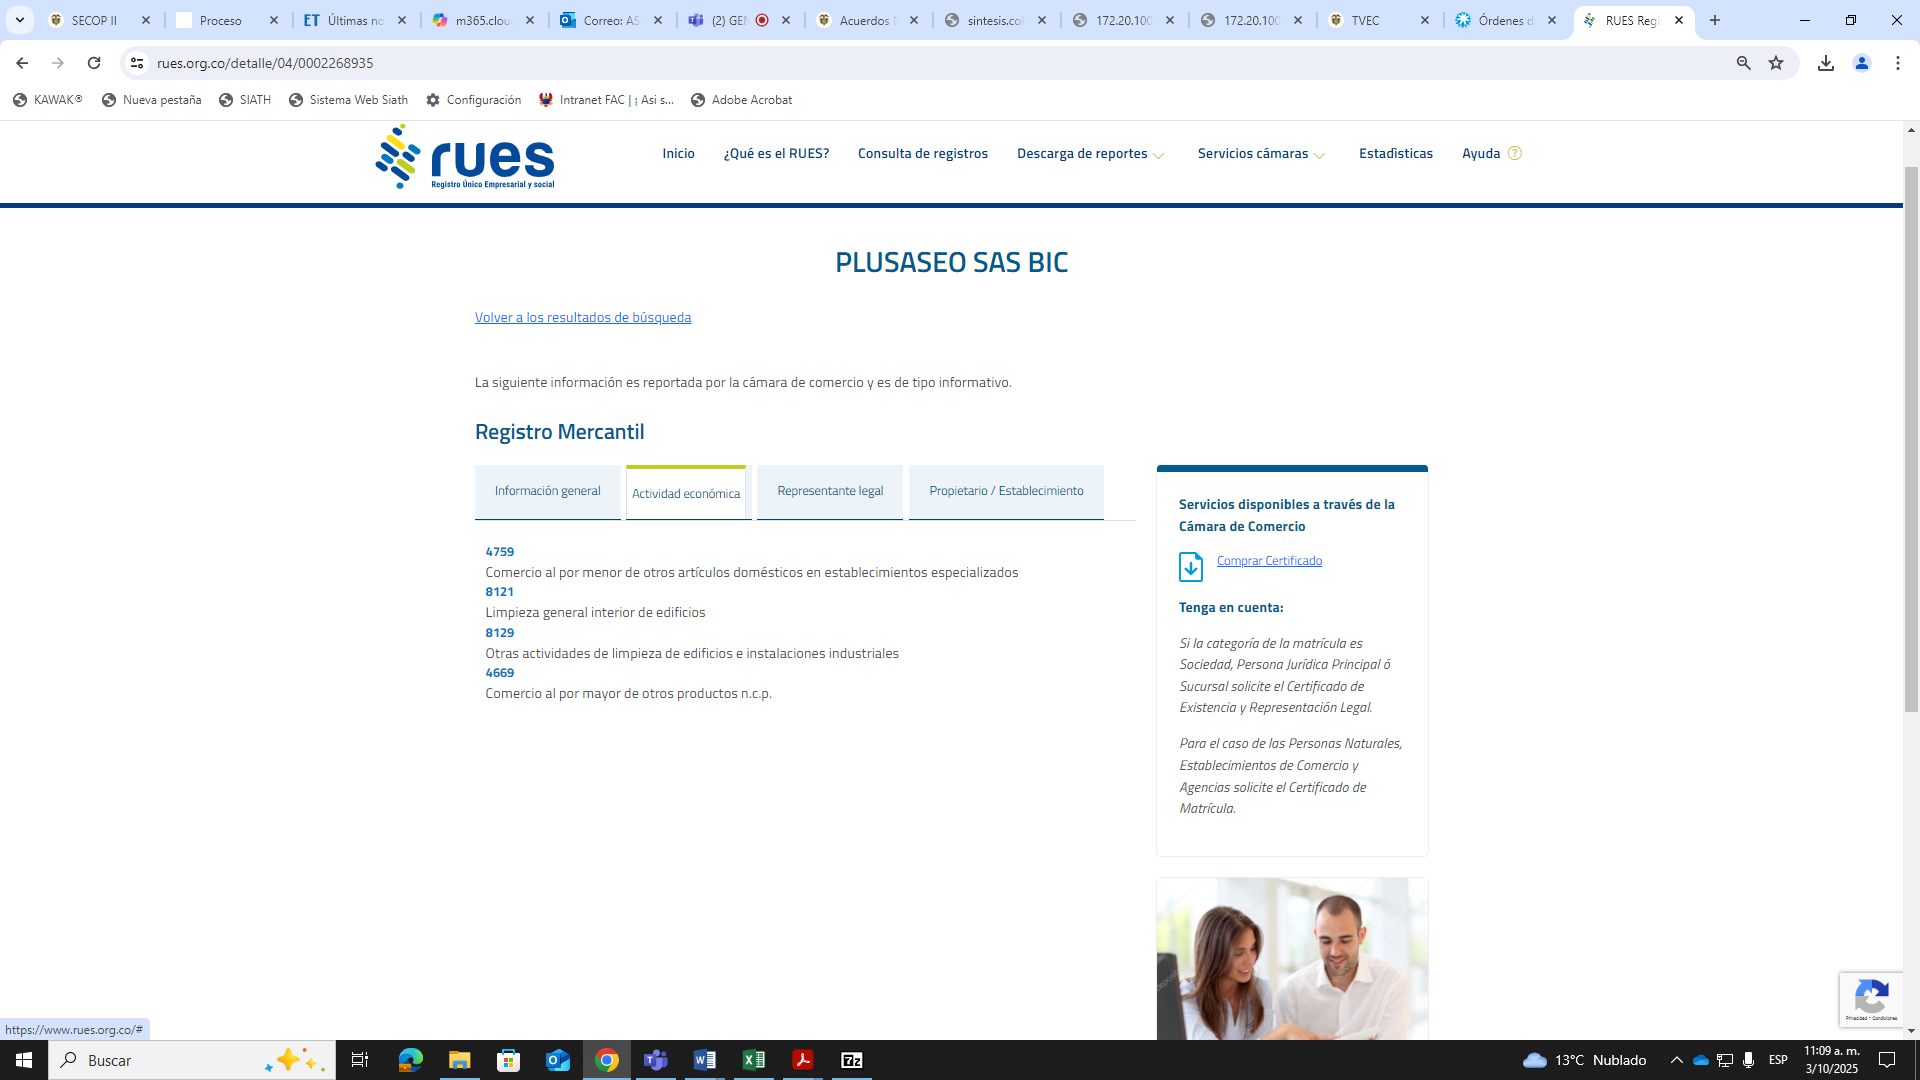 SECOP II
Proceso
ET Últimas no
m365.clou
Correo: AS
(2) GEN
Acuerdos
sintesis.co
172.20.100
172.20.100
TVEC
Órdenes d
RUES Regi
rues.org.co/detalle/04/0002268935
KAWAK®
Nueva pestaña
SIATH
Sistema Web Siath
Configuración
Intranet FAC | ¡ Asi s...
Adobe Acrobat
rues
Registro Único Empresarial y social
Inicio
¿Qué es el RUES?
Consulta de registros
Descarga de reportes
Servicios cámaras
Estadìsticas
Ayuda ?
PLUSASEO SAS BIC
Volver a los resultados de búsqueda
La siguiente información es reportada por la cámara de comercio y es de tipo informativo.
Registro Mercantil
Información general
Actividad económica
Representante legal
Propietario / Establecimiento
4759
Comercio al por menor de otros artículos domésticos en establecimientos especializados
8121
Limpieza general interior de edificios
8129
Otras actividades de limpieza de edificios e instalaciones industriales
4669
Comercio al por mayor de otros productos n.c.p.
Servicios disponibles a través de la
Cámara de Comercio
Comprar Certificado
Tenga en cuenta:
Si la categoría de la matrícula es
Sociedad, Persona Jurídica Principal ó
Sucursal solicite el Certificado de
Existencia y Representación Legal.
Para el caso de las Personas Naturales,
Establecimientos de Comercio y
Agencias solicite el Certificado de
Matrícula.
Privacidad - Condiciones
https://www.rues.org.co/#
Buscar
13°C Nublado
ESP
11:09 a. m.
3/10/2025